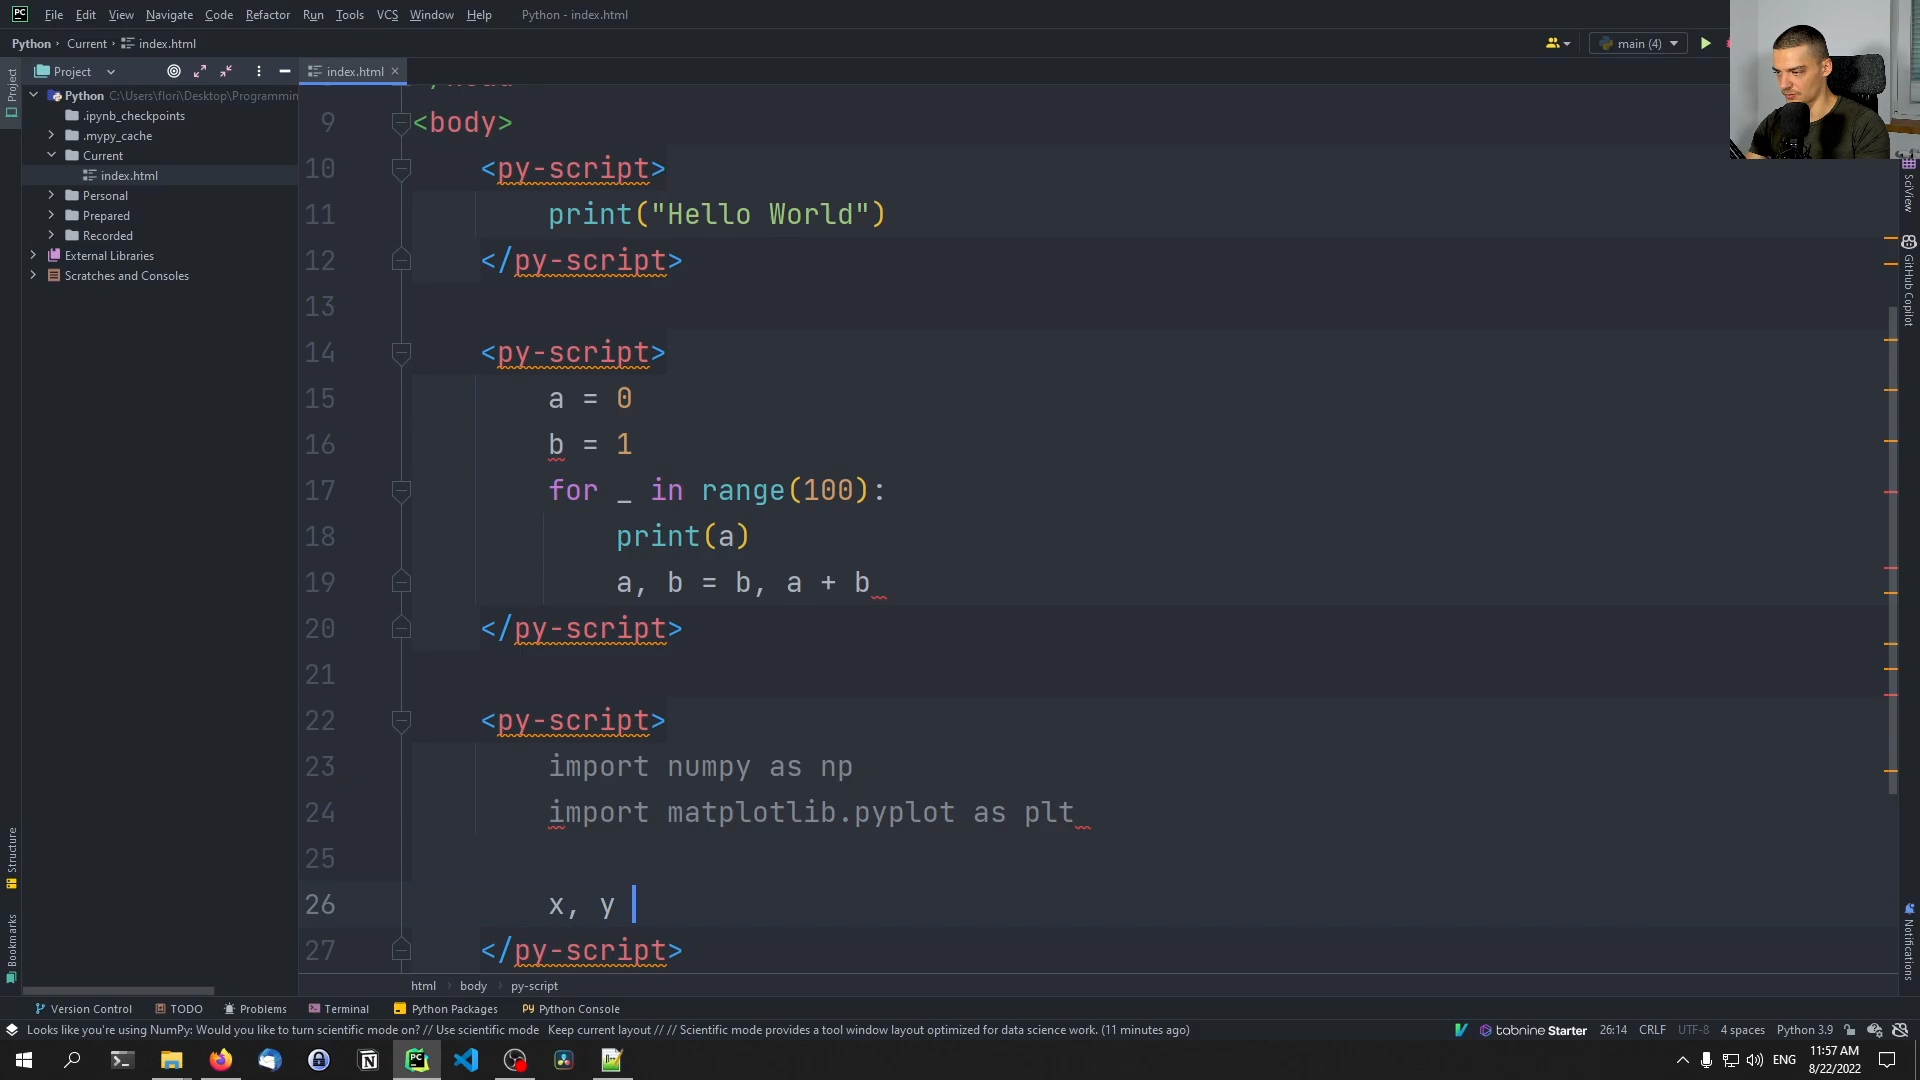 PC File Edit View Navigate Code Refactor Run Tools VCS Window Help Python - index.html
Python Current index.html main (4)
Project index.html
Python C:\Users\flori\Desktop\Programmin
.ipynb_checkpoints
.mypy_cache
Current
index.html
Personal
Prepared
Recorded
External Libraries
Scratches and Consoles
Project
Structure
Bookmarks
9 <body>
10 <py-script>
11 print("Hello World")
12 </py-script>
13
14 <py-script>
15 a = 0
16 b = 1
17 for _ in range(100):
18 print(a)
19 a, b = b, a + b
20 </py-script>
21
22 <py-script>
23 import numpy as np
24 import matplotlib.pyplot as plt
25
26 x, y
27 </py-script>
SciView
GitHub Copilot
Notifications
html body py-script
Version Control TODO Problems Terminal Python Packages Python Console
Looks like you're using NumPy: Would you like to turn scientific mode on? // Use scientific mode Keep current layout // // Scientific mode provides a tool window layout optimized for data science work. (11 minutes ago) tabnine Starter 26:14 CRLF UTF-8 4 spaces Python 3.9
ENG 11:57 AM
8/22/2022